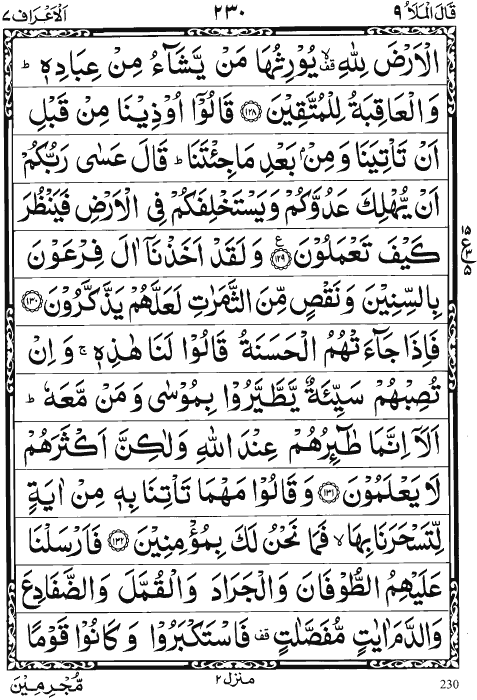 قَالَ الْمَلَاُ ٩
٢٣٠
اَلْاَعْرَاف ٧
الْاَرْضَ لِلّٰهِ ۙۗ یُوْرِثُهَا مَنْ یَّشَآءُ مِنْ عِبَادِهٖ ؕ
وَالْعَاقِبَةُ لِلْمُتَّقِیْنَ ﴿۱۲۸﴾ قَالُوْۤا اُوْذِیْنَا مِنْ قَبْلِ
اَنْ تَاْتِیَنَا وَمِنْۢ بَعْدِ مَا جِئْتَنَا ؕ قَالَ عَسٰی رَبُّكُمْ
اَنْ یُّهْلِكَ عَدُوَّكُمْ وَیَسْتَخْلِفَكُمْ فِی الْاَرْضِ فَیَنْظُرَ
كَیْفَ تَعْمَلُوْنَ ﴿۱۲۹﴾ ع وَلَقَدْ اَخَذْنَاۤ اٰلَ فِرْعَوْنَ
بِالسِّنِیْنَ وَنَقْصٍ مِّنَ الثَّمَرٰتِ لَعَلَّهُمْ یَذَّكَّرُوْنَ ﴿۱۳۰﴾
فَاِذَا جَآءَتْهُمُ الْحَسَنَةُ قَالُوْا لَنَا هٰذِهٖ ۚ وَاِنْ
تُصِبْهُمْ سَیِّئَةٌ یَّطَّیَّرُوْا بِمُوْسٰی وَمَنْ مَّعَهٗ ؕ
اَلَاۤ اِنَّمَا طٰٓئِرُهُمْ عِنْدَ اللّٰهِ وَلٰكِنَّ اَكْثَرَهُمْ
لَا یَعْلَمُوْنَ ﴿۱۳۱﴾ وَقَالُوْا مَهْمَا تَاْتِنَا بِهٖ مِنْ اٰیَةٍ
لِّتَسْحَرَنَا بِهَا ۙ فَمَا نَحْنُ لَكَ بِمُؤْمِنِیْنَ ﴿۱۳۲﴾ فَاَرْسَلْنَا
عَلَیْهِمُ الطُّوْفَانَ وَالْجَرَادَ وَالْقُمَّلَ وَالضَّفَادِعَ
وَالدَّمَ اٰیٰتٍ مُّفَصَّلٰتٍ ۫ فَاسْتَكْبَرُوْا وَكَانُوْا قَوْمًا
مُّجْرِمِیْنَ
منزل ٢
230